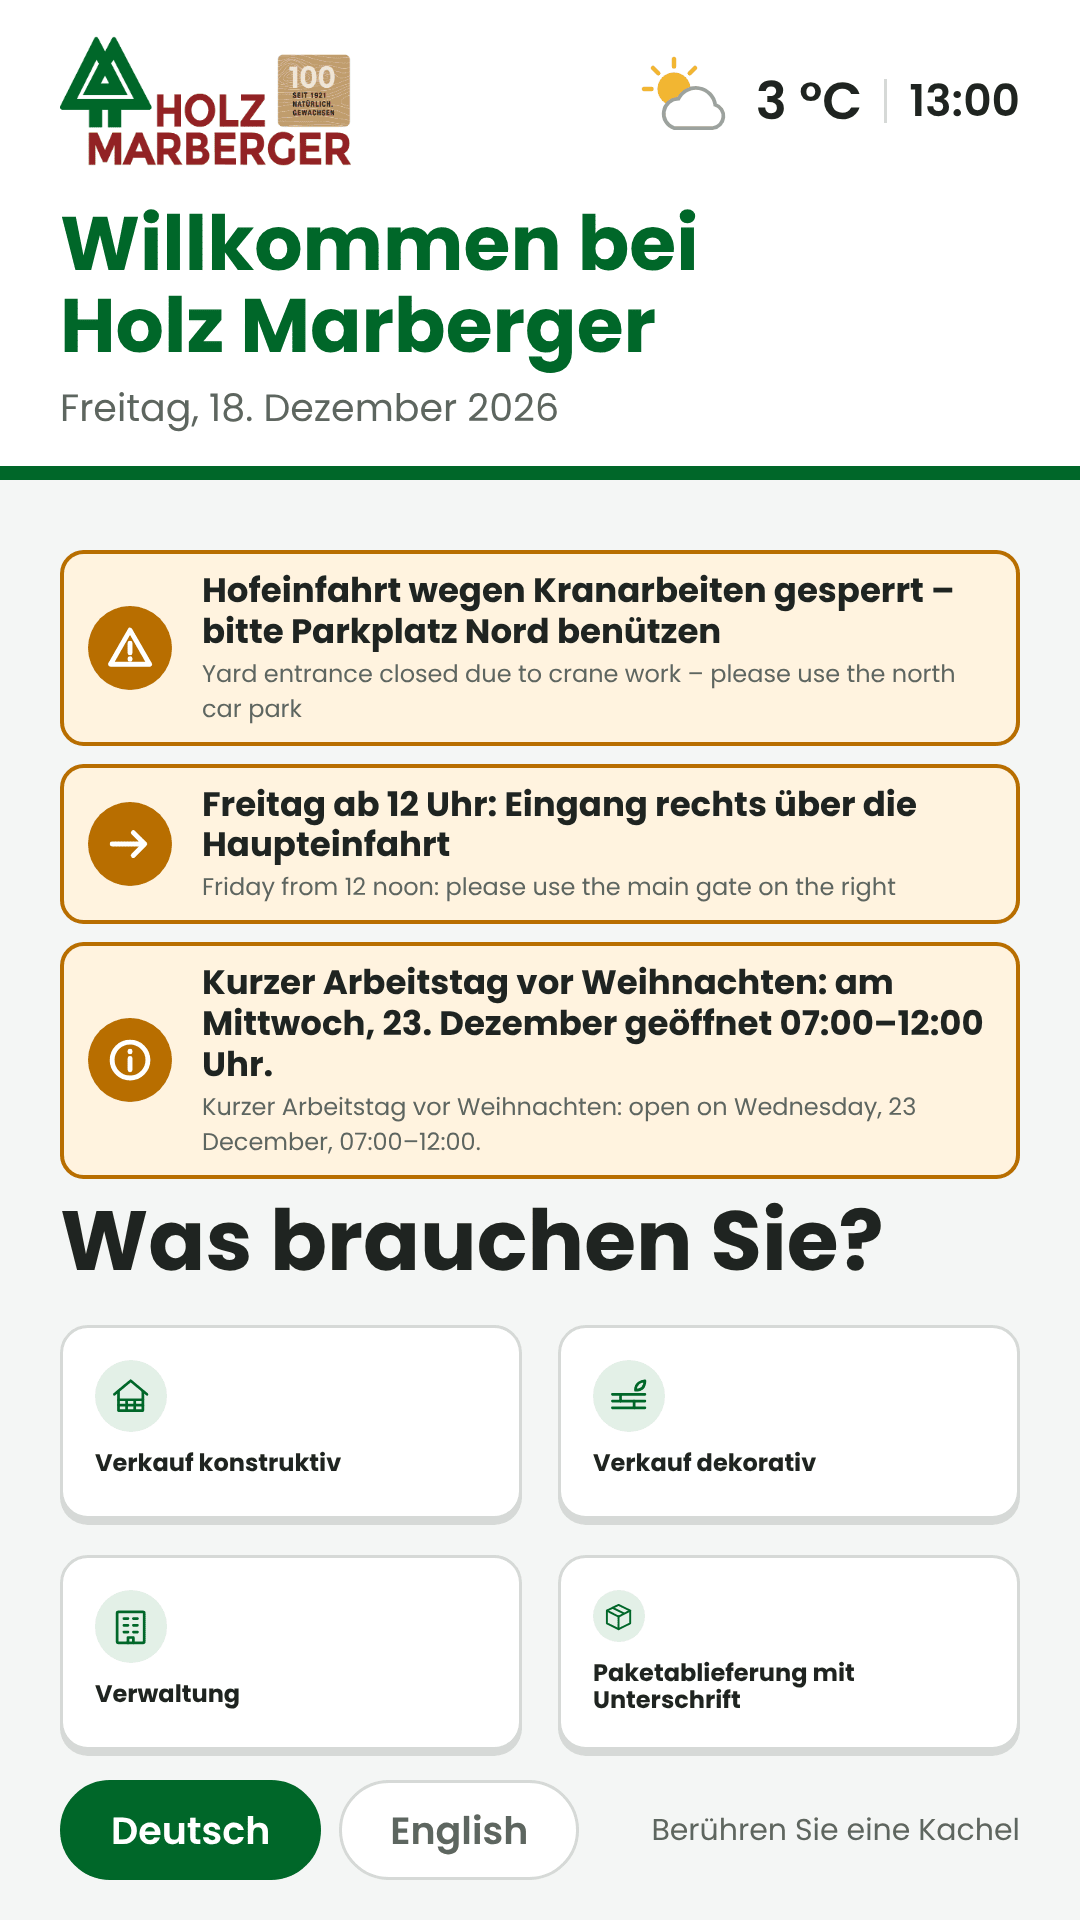 HOLZ
MARBERGER
100
SEIT 1921
NATÜRLICH.
GEWACHSEN
3 °C
13:00
Willkommen bei
Holz Marberger
Freitag, 18. Dezember 2026
Hofeinfahrt wegen Kranarbeiten gesperrt –
bitte Parkplatz Nord benützen
Yard entrance closed due to crane work – please use the north
car park
Freitag ab 12 Uhr: Eingang rechts über die
Haupteinfahrt
Friday from 12 noon: please use the main gate on the right
Kurzer Arbeitstag vor Weihnachten: am
Mittwoch, 23. Dezember geöffnet 07:00–12:00
Uhr.
Kurzer Arbeitstag vor Weihnachten: open on Wednesday, 23
December, 07:00–12:00.
Was brauchen Sie?
Verkauf konstruktiv
Verkauf dekorativ
Verwaltung
Paketablieferung mit
Unterschrift
Deutsch
English
Berühren Sie eine Kachel